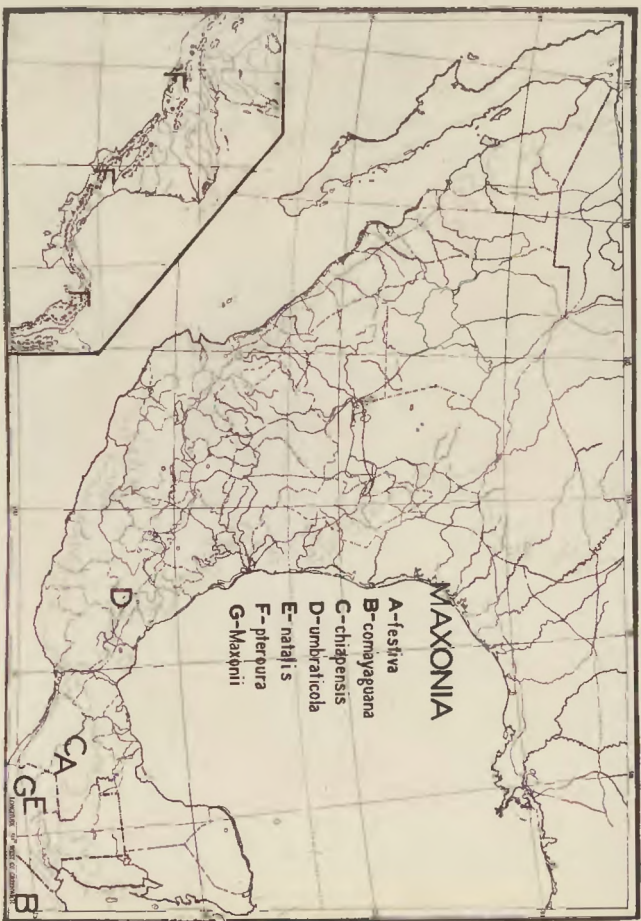 MAXONIA
A-festiva
B-comayaguana
C-chiapensis
D-umbraticola
E-natalis
F-pteroura
G-Maxonii
D
C
A
G
E
B
F
F
F